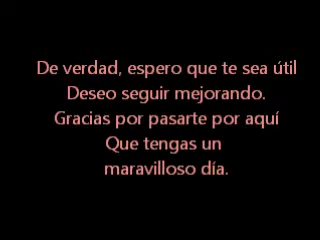 De verdad, espero que te sea útil
Deseo seguir mejorando.
Gracias por pasarte por aquí
Que tengas un
maravilloso día.